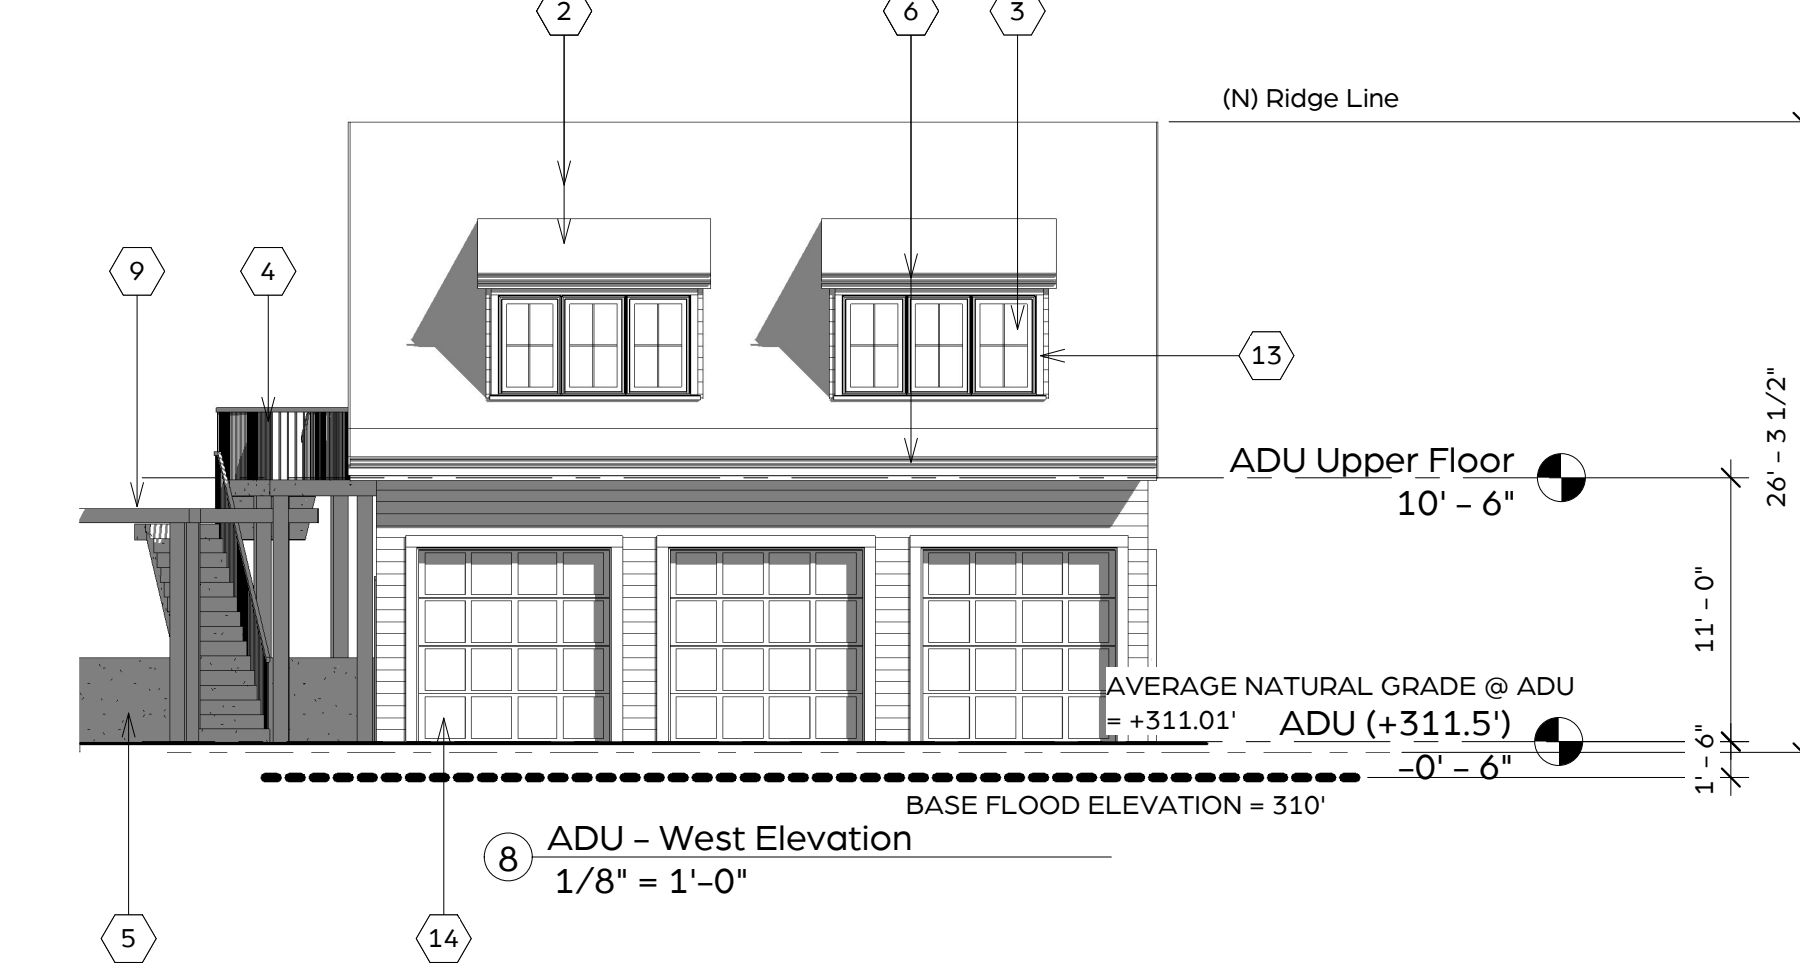 2
6
3
(N) Ridge Line
9
4
13
26' - 3 1/2"
ADU Upper Floor
10' - 6"
11' - 0"
AVERAGE NATURAL GRADE @ ADU
= +311.01'
ADU (+311.5')
-0' - 6"
1' - 6"
BASE FLOOD ELEVATION = 310'
8
ADU - West Elevation
1/8" = 1'-0"
5
14